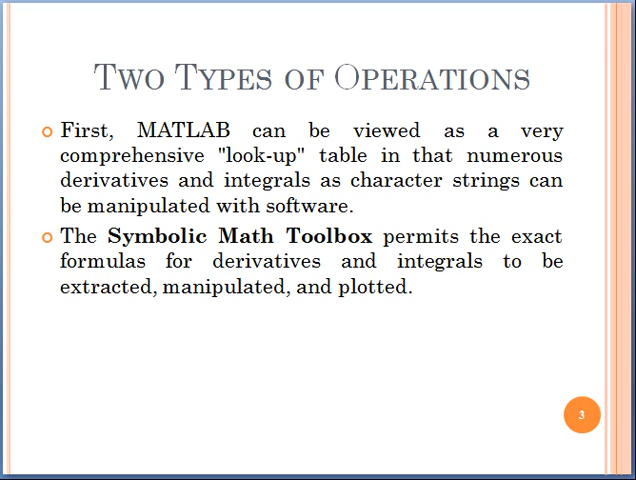 TWO TYPES OF OPERATIONS
First, MATLAB can be viewed as a very
comprehensive "look-up" table in that numerous
derivatives and integrals as character strings can
be manipulated with software.
The Symbolic Math Toolbox permits the exact
formulas for derivatives and integrals to be
extracted, manipulated, and plotted.
3